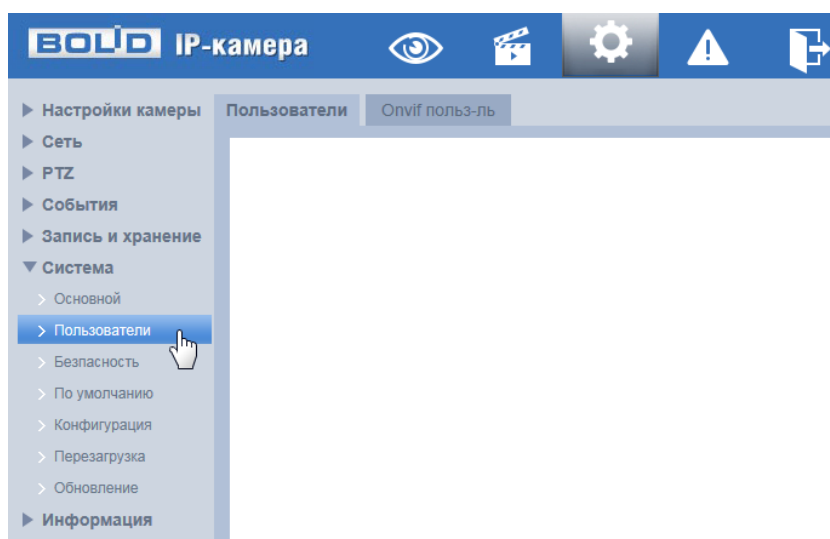 BOLID IP-камера
Настройки камеры
Сеть
PTZ
События
Запись и хранение
Система
Основной
Пользователи
Безпасность
По умолчанию
Конфигурация
Перезагрузка
Обновление
Информация
Пользователи
Onvif польз-ль